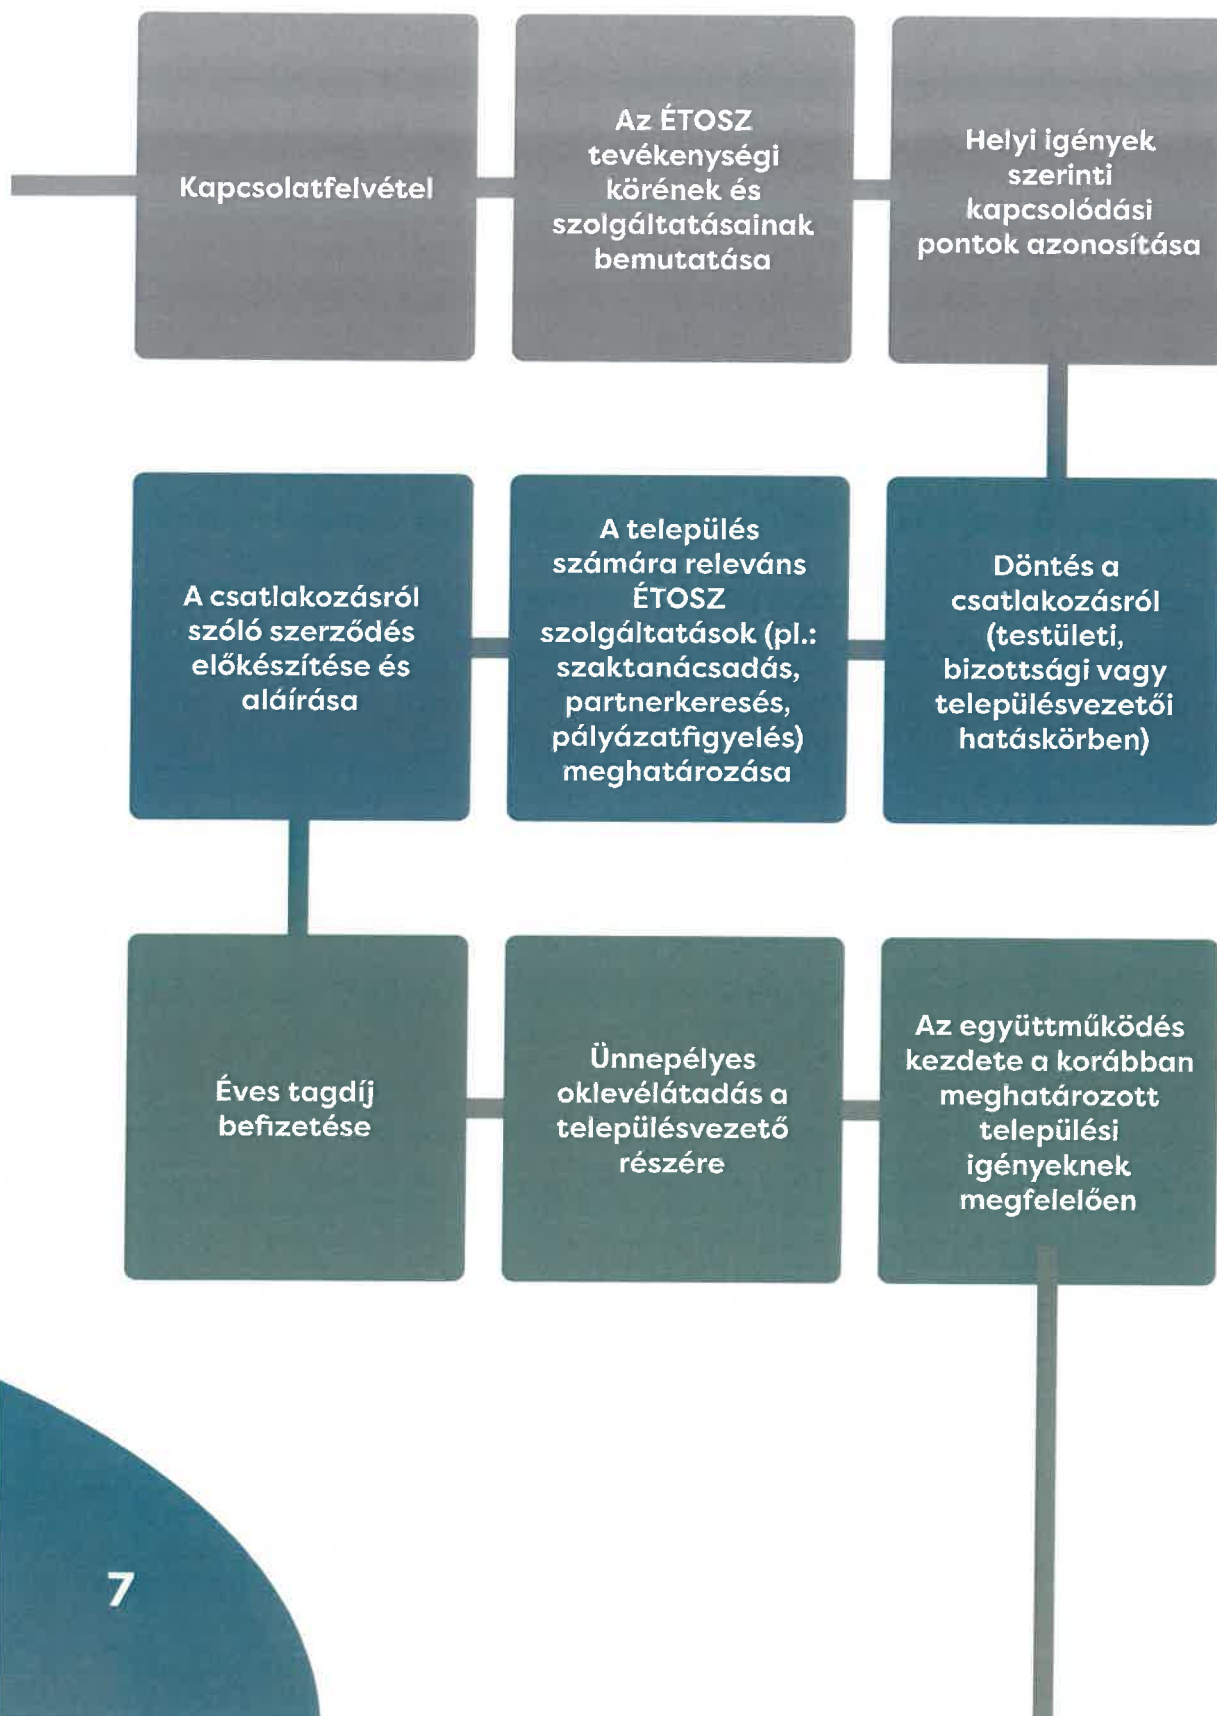 Kapcsolatfelvétel
Az ÉTOSZ
tevékenységi
körének és
szolgáltatásainak
bemutatása
Helyi igények
szerinti
kapcsolódási
pontok azonosítása
Döntés a
csatlakozásról
(testületi,
bizottsági vagy
településvezetői
hatáskörben)
A település
számára releváns
ÉTOSZ
szolgáltatások (pl.:
szaktanácsadás,
partnerkeresés,
pályázatfigyelés)
meghatározása
A csatlakozásról
szóló szerződés
előkészítése és
aláírása
Éves tagdíj
befizetése
Ünnepélyes
oklevélátadás a
településvezető
részére
Az együttműködés
kezdete a korábban
meghatározott
települési
igényeknek
megfelelően
7